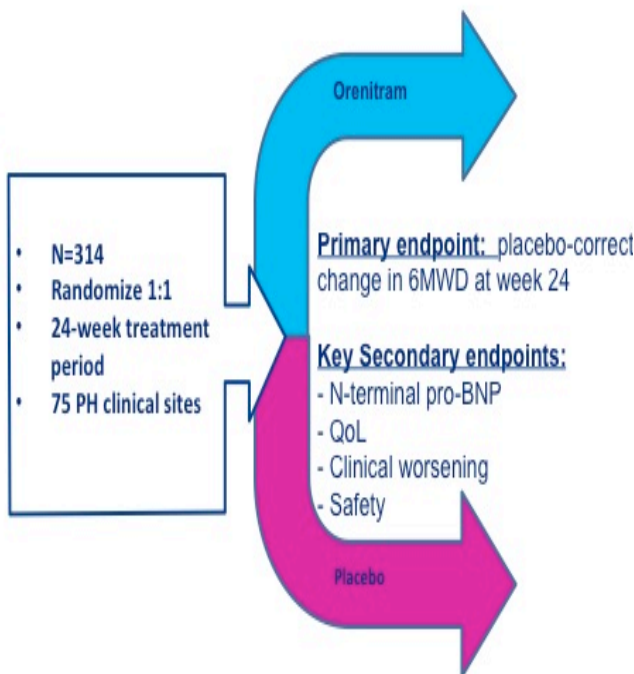 Orenitram
• N=314
• Randomize 1:1
• 24-week treatment
period
• 75 PH clinical sites
Primary endpoint: placebo-correct
change in 6MWD at week 24
Key Secondary endpoints:
- N-terminal pro-BNP
- QoL
- Clinical worsening
- Safety
Placebo